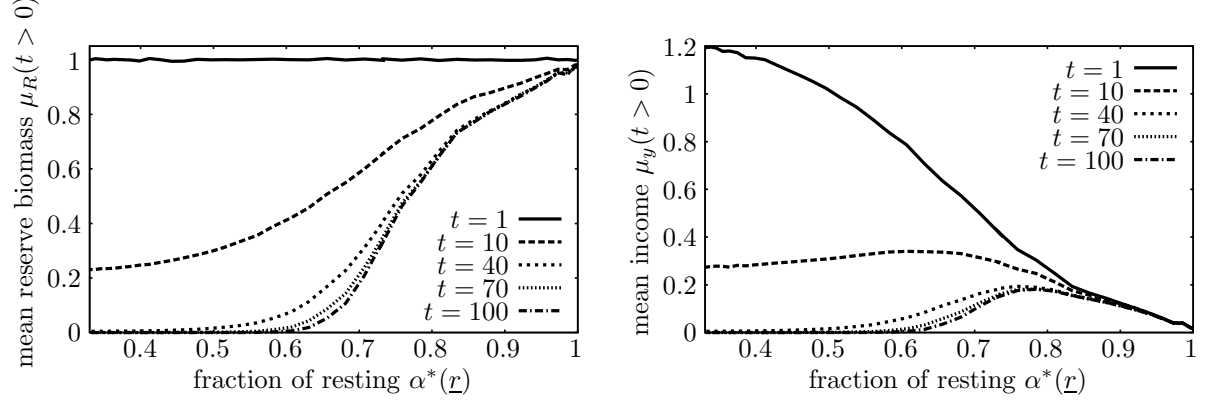 mean reserve biomass μ_R(t > 0)
1
0.8
0.6
0.4
0.2
0
t = 1
t = 10
t = 40
t = 70
t = 100
0.4 0.5 0.6 0.7 0.8 0.9 1
fraction of resting α*(r)
mean income μ_y(t > 0)
1.2
1
0.8
0.6
0.4
0.2
0
t = 1
t = 10
t = 40
t = 70
t = 100
0.4 0.5 0.6 0.7 0.8 0.9 1
fraction of resting α*(r)